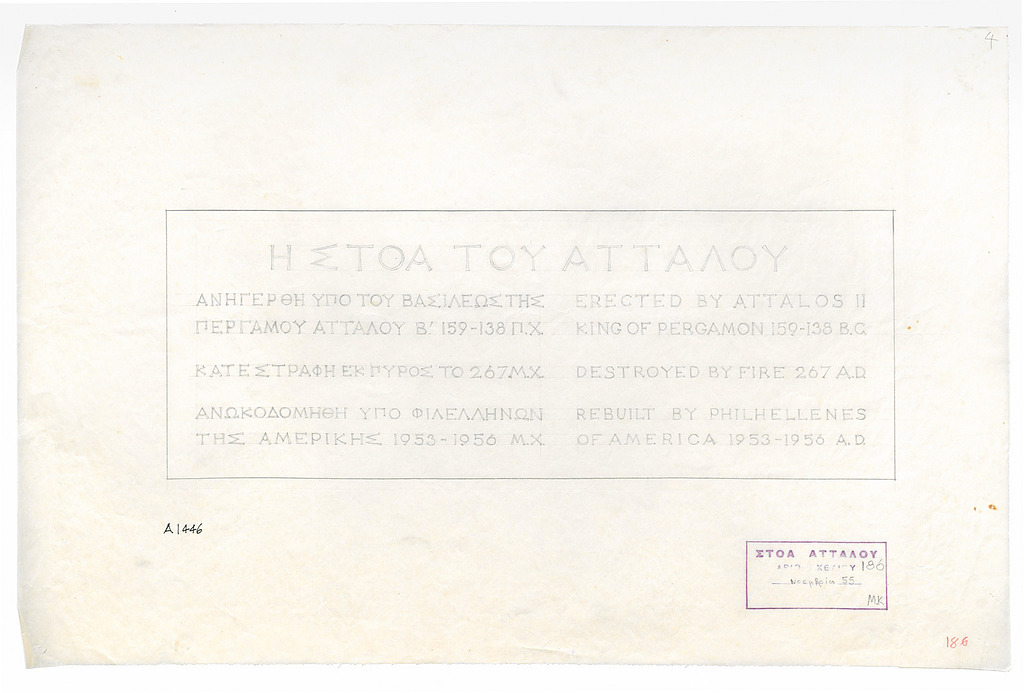 4
Η ΣΤΟΑ ΤΟΥ ΑΤΤΑΛΟΥ
ΑΝΗΓΕΡΘΗ ΥΠΟ ΤΟΥ ΒΑΣΙΛΕΩΣ ΤΗΣ
ΠΕΡΓΑΜΟΥ ΑΤΤΑΛΟΥ Β΄ 159-138 Π.Χ.
ΚΑΤΕΣΤΡΑΦΗ ΕΚ ΠΥΡΟΣ ΤΟ 267 Μ.Χ.
ΑΝΩΚΟΔΟΜΗΘΗ ΥΠΟ ΦΙΛΕΛΛΗΝΩΝ
ΤΗΣ ΑΜΕΡΙΚΗΣ 1953-1956 Μ.Χ.
ERECTED BY ATTALOS II
KING OF PERGAMON 159-138 B.C.
DESTROYED BY FIRE 267 A.D.
REBUILT BY PHILHELLENES
OF AMERICA 1953-1956 A.D.
A1446
ΣΤΟΑ ΑΤΤΑΛΟΥ
186
55
ΜΚ
186